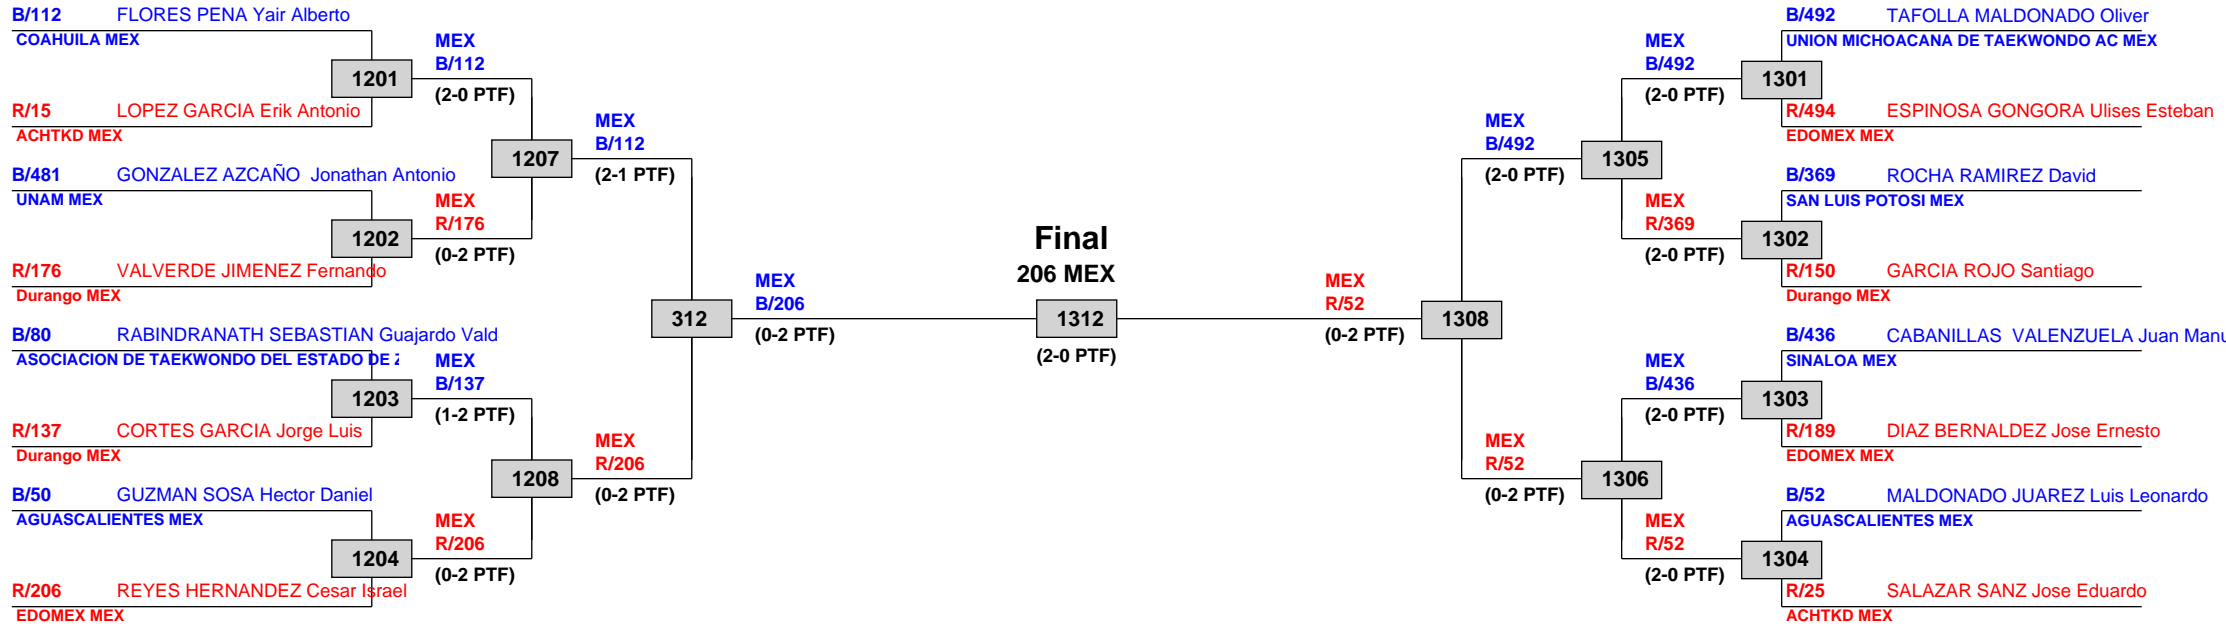 B/112 FLORES PENA Yair Alberto
COAHUILA MEX
1201
MEX
B/112
(2-0 PTF)
R/15 LOPEZ GARCIA Erik Antonio
ACHTKD MEX
1207
MEX
B/112
(2-1 PTF)
B/481 GONZALEZ AZCAÑO Jonathan Antonio
UNAM MEX
1202
MEX
R/176
(0-2 PTF)
R/176 VALVERDE JIMENEZ Fernando
Durango MEX
312
MEX
B/206
(0-2 PTF)
B/80 RABINDRANATH SEBASTIAN Guajardo Vald
ASOCIACION DE TAEKWONDO DEL ESTADO DE
1203
MEX
B/137
(1-2 PTF)
R/137 CORTES GARCIA Jorge Luis
Durango MEX
1208
MEX
R/206
(0-2 PTF)
B/50 GUZMAN SOSA Hector Daniel
AGUASCALIENTES MEX
1204
MEX
R/206
(0-2 PTF)
R/206 REYES HERNANDEZ Cesar Israel
EDOMEX MEX
Final
206 MEX
1312
(2-0 PTF)
MEX
R/52
(0-2 PTF)
1308
MEX
B/492
(2-0 PTF)
1305
MEX
B/492
(2-0 PTF)
1301
B/492 TAFOLLA MALDONADO Oliver
UNION MICHOACANA DE TAEKWONDO AC MEX
R/494 ESPINOSA GONGORA Ulises Esteban
EDOMEX MEX
MEX
R/369
(2-0 PTF)
1302
B/369 ROCHA RAMIREZ David
SAN LUIS POTOSI MEX
R/150 GARCIA ROJO Santiago
Durango MEX
MEX
R/52
(0-2 PTF)
1306
MEX
B/436
(2-0 PTF)
1303
B/436 CABANILLAS VALENZUELA Juan Manu
SINALOA MEX
R/189 DIAZ BERNALDEZ Jose Ernesto
EDOMEX MEX
MEX
R/52
(2-0 PTF)
1304
B/52 MALDONADO JUAREZ Luis Leonardo
AGUASCALIENTES MEX
R/25 SALAZAR SANZ Jose Eduardo
ACHTKD MEX